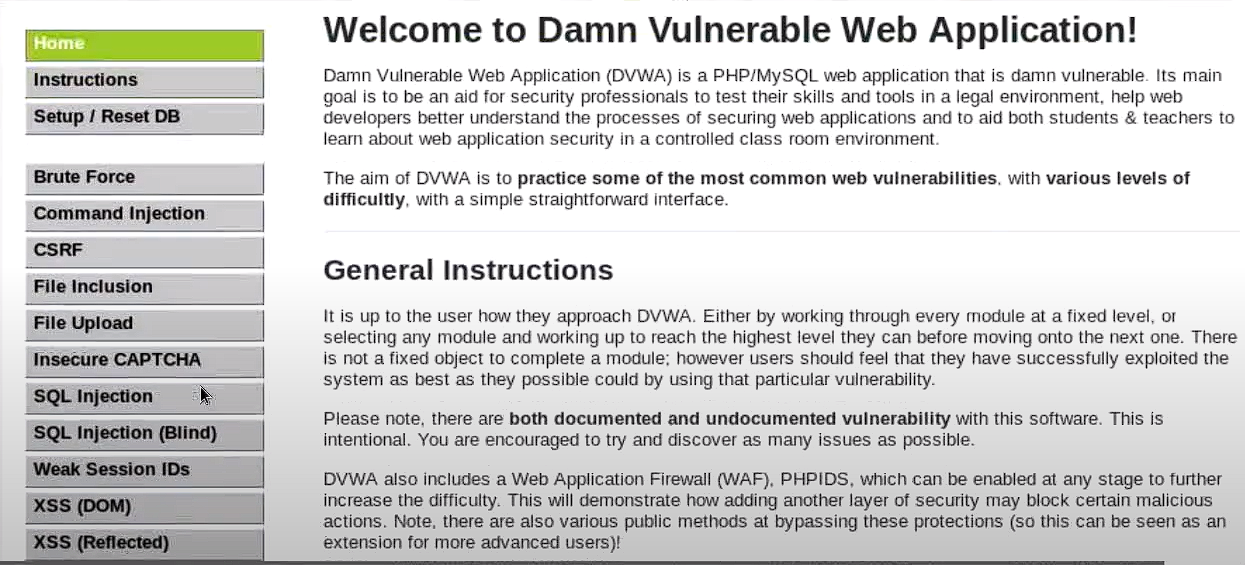 Home
Instructions
Setup / Reset DB
Brute Force
Command Injection
CSRF
File Inclusion
File Upload
Insecure CAPTCHA
SQL Injection
SQL Injection (Blind)
Weak Session IDs
XSS (DOM)
XSS (Reflected)
Welcome to Damn Vulnerable Web Application!
Damn Vulnerable Web Application (DVWA) is a PHP/MySQL web application that is damn vulnerable. Its main
goal is to be an aid for security professionals to test their skills and tools in a legal environment, help web
developers better understand the processes of securing web applications and to aid both students & teachers to
learn about web application security in a controlled class room environment.
The aim of DVWA is to practice some of the most common web vulnerabilities, with various levels of
difficultly, with a simple straightforward interface.
General Instructions
It is up to the user how they approach DVWA. Either by working through every module at a fixed level, or
selecting any module and working up to reach the highest level they can before moving onto the next one. There
is not a fixed object to complete a module; however users should feel that they have successfully exploited the
system as best as they possible could by using that particular vulnerability.
Please note, there are both documented and undocumented vulnerability with this software. This is
intentional. You are encouraged to try and discover as many issues as possible.
DVWA also includes a Web Application Firewall (WAF), PHPIDS, which can be enabled at any stage to further
increase the difficulty. This will demonstrate how adding another layer of security may block certain malicious
actions. Note, there are also various public methods at bypassing these protections (so this can be seen as an
extension for more advanced users)!